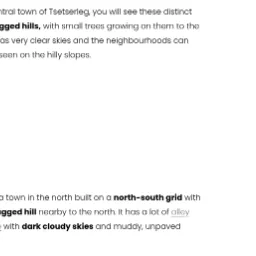 ntral town of Tsetserleg, you will see these distinct
gged hills, with small trees growing on them to the
as very clear skies and the neighbourhoods can
seen on the hilly slopes.
a town in the north built on a north-south grid with
agged hill nearby to the north. It has a lot of alley
with dark cloudy skies and muddy, unpaved